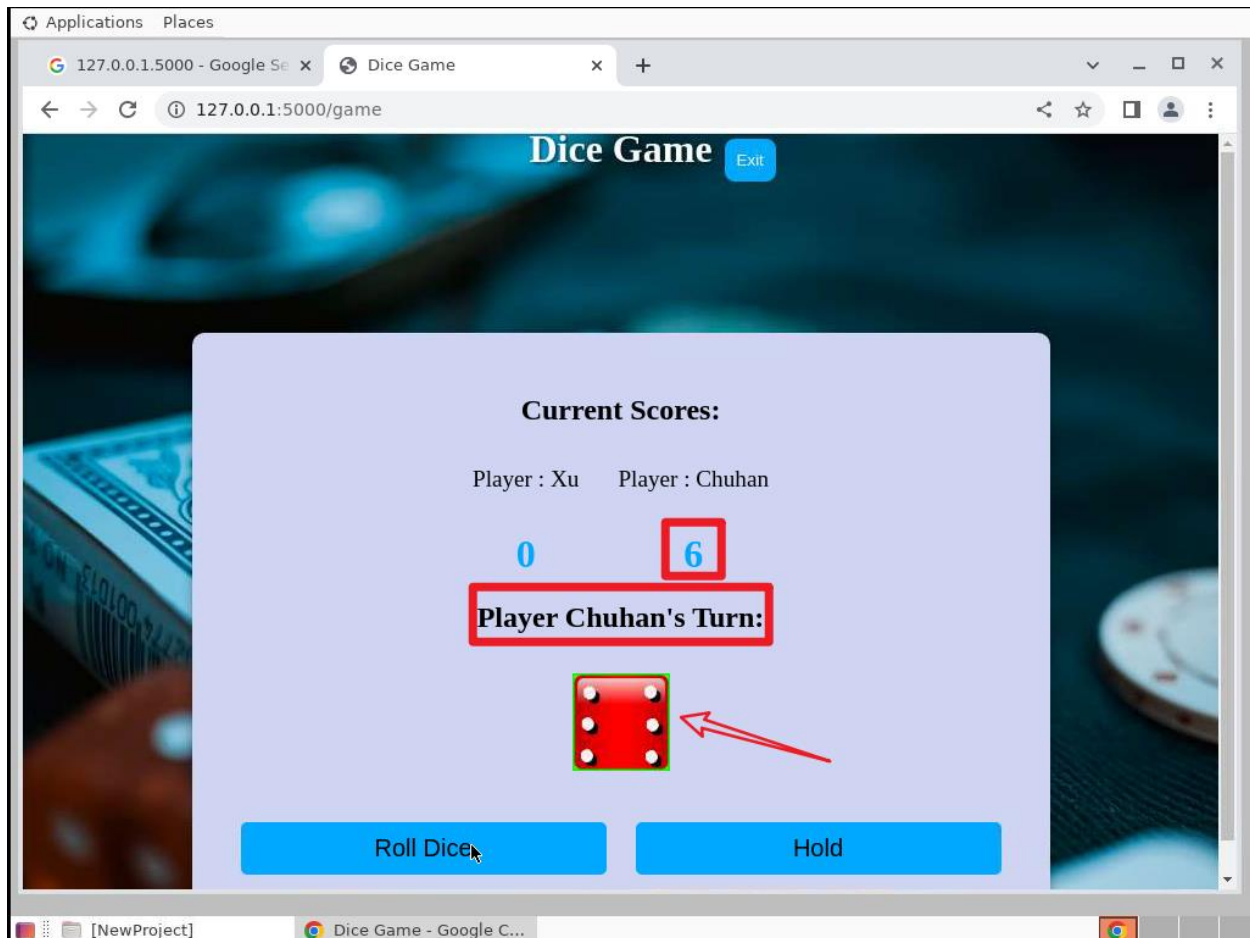 Applications Places
127.0.0.1.5000 - Google Se
Dice Game
127.0.0.1:5000/game
Dice Game Exit
Current Scores:
Player : Xu Player : Chuhan
0 6
Player Chuhan's Turn:
Roll Dice Hold
[NewProject] Dice Game - Google C...